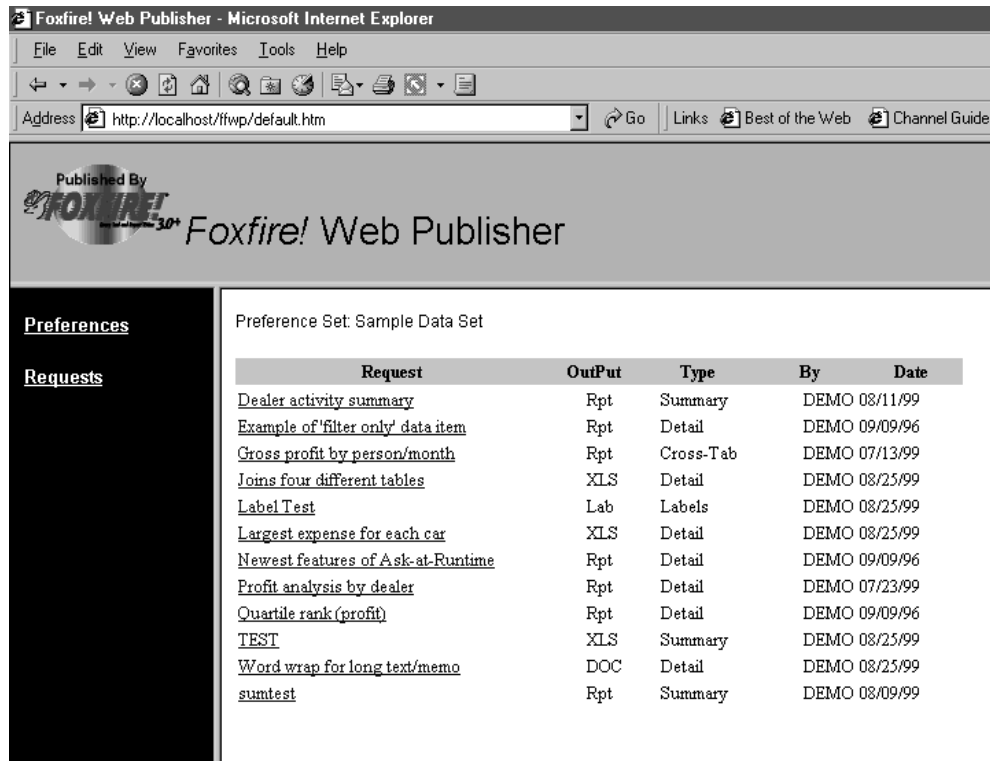 Foxfire! Web Publisher - Microsoft Internet Explorer
File Edit View Favorites Tools Help
Address http://localhost/ffwp/default.htm Go Links Best of the Web Channel Guide
Published By
FOXFIRE!
3.0+
Foxfire! Web Publisher
Preferences
Requests
Preference Set: Sample Data Set
Request OutPut Type By Date
Dealer activity summary Rpt Summary DEMO 08/11/99
Example of 'filter only' data item Rpt Detail DEMO 09/09/96
Gross profit by person/month Rpt Cross-Tab DEMO 07/13/99
Joins four different tables XLS Detail DEMO 08/25/99
Label Test Lab Labels DEMO 08/25/99
Largest expense for each car XLS Detail DEMO 08/25/99
Newest features of Ask-at-Runtime Rpt Detail DEMO 09/09/96
Profit analysis by dealer Rpt Detail DEMO 07/23/99
Quartile rank (profit) Rpt Detail DEMO 09/09/96
TEST XLS Summary DEMO 08/25/99
Word wrap for long text/memo DOC Detail DEMO 08/25/99
sumtest Rpt Summary DEMO 08/09/99